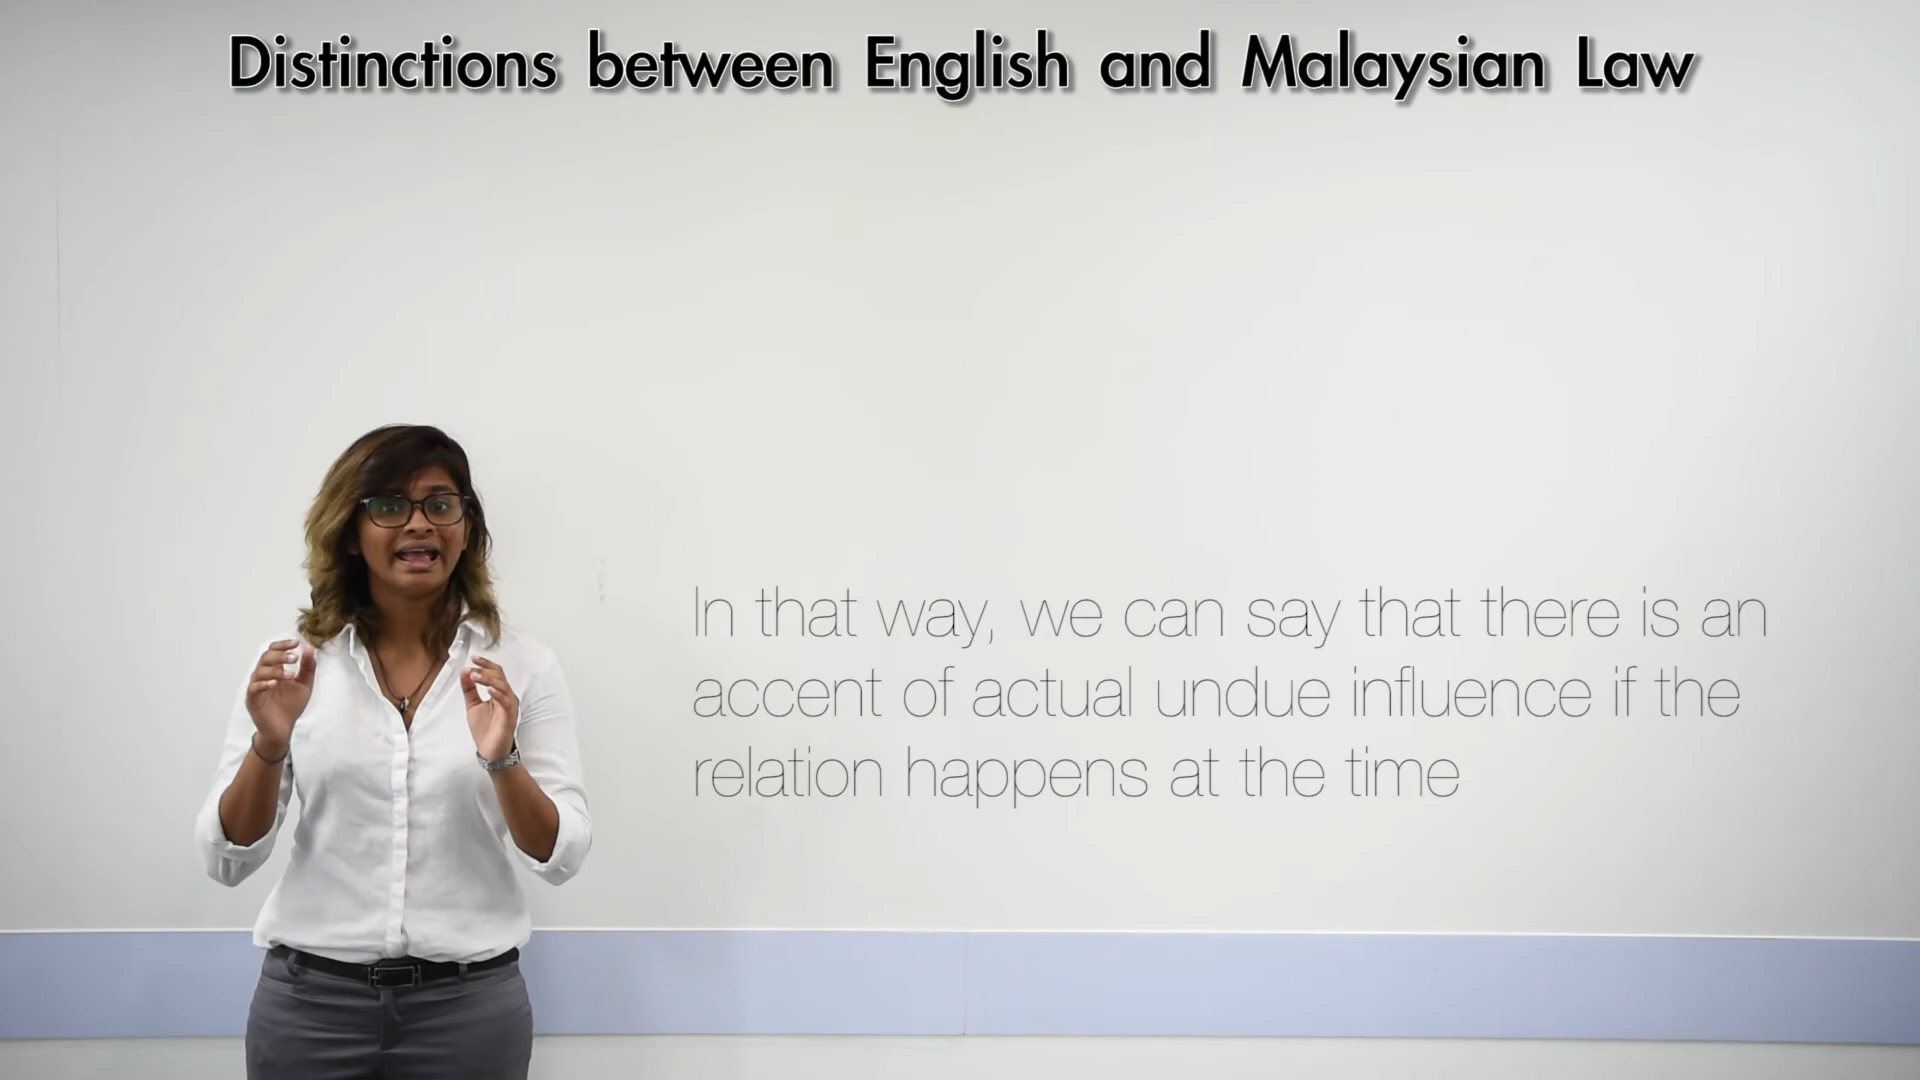 Distinctions between English and Malaysian Law
In that way, we can say that there is an
accent of actual undue influence if the
relation happens at the time